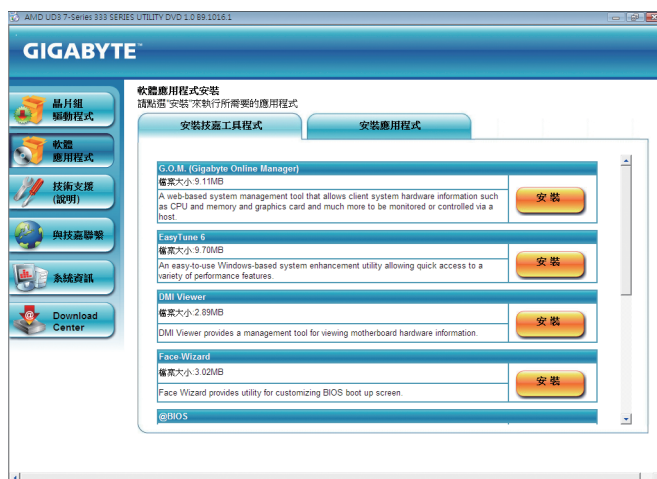 AMD UD3 7-Series 333 SERIES UTILITY DVD 1.0 B9.1016.1
GIGABYTE™
晶片組
驅動程式
軟體
應用程式
技術支援
(說明)
與技嘉聯繫
系統資訊
Download
Center
軟體應用程式安裝
請點選"安裝"來執行所需要的應用程式
安裝技嘉工具程式
安裝應用程式
G.O.M. (Gigabyte Online Manager)
檔案大小:9.11MB
A web-based system management tool that allows client system hardware information such
as CPU and memory and graphics card and much more to be monitored or controlled via a
host.
安裝
EasyTune 6
檔案大小:9.70MB
An easy-to-use Windows-based system enhancement utility allowing quick access to a
variety of performance features.
安裝
DMI Viewer
檔案大小:2.89MB
DMI Viewer provides a management tool for viewing motherboard hardware information.
安裝
Face-Wizard
檔案大小:3.02MB
Face Wizard provides utility for customizing BIOS boot up screen.
安裝
@BIOS